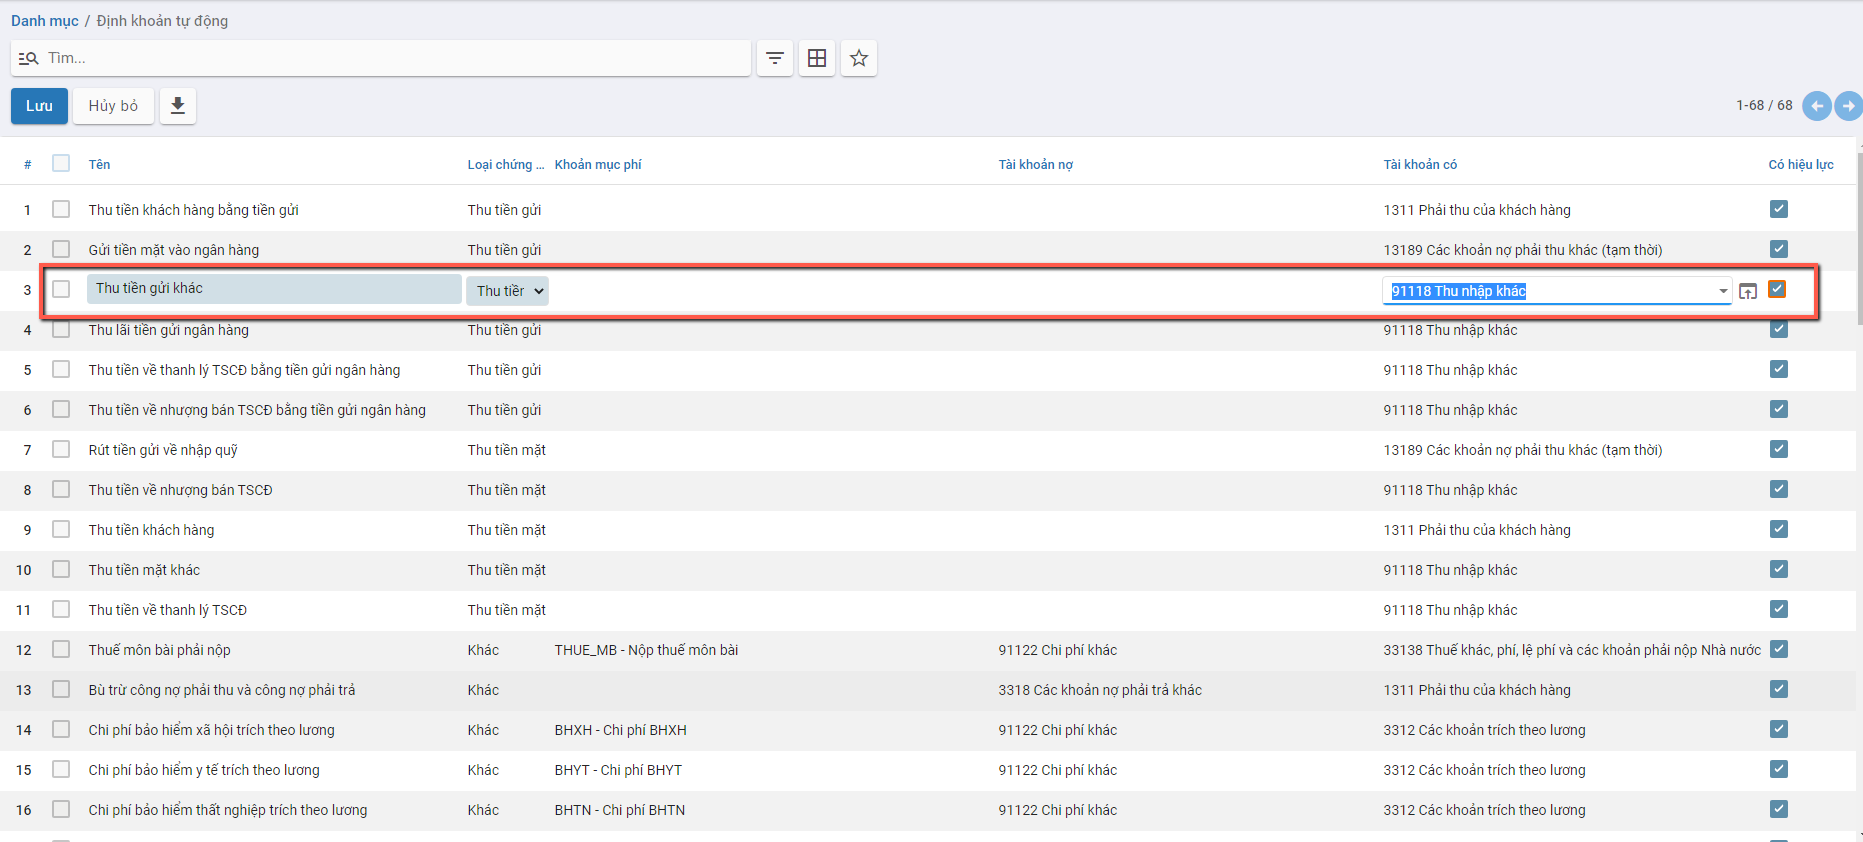 Danh mục / Định khoản tự động
Tìm...
Lưu Hủy bỏ 1-68 / 68
# Tên Loại chứng ... Khoản mục phí Tài khoản nợ Tài khoản có Có hiệu lực
1 Thu tiền khách hàng bằng tiền gửi Thu tiền gửi 1311 Phải thu của khách hàng
2 Gửi tiền mặt vào ngân hàng Thu tiền gửi 13189 Các khoản nợ phải thu khác (tạm thời)
3 Thu tiền gửi khác Thu tiền 91118 Thu nhập khác
4 Thu lãi tiền gửi ngân hàng Thu tiền gửi 91118 Thu nhập khác
5 Thu tiền về thanh lý TSCĐ bằng tiền gửi ngân hàng Thu tiền gửi 91118 Thu nhập khác
6 Thu tiền về nhượng bán TSCĐ bằng tiền gửi ngân hàng Thu tiền gửi 91118 Thu nhập khác
7 Rút tiền gửi về nhập quỹ Thu tiền mặt 13189 Các khoản nợ phải thu khác (tạm thời)
8 Thu tiền về nhượng bán TSCĐ Thu tiền mặt 91118 Thu nhập khác
9 Thu tiền khách hàng Thu tiền mặt 1311 Phải thu của khách hàng
10 Thu tiền mặt khác Thu tiền mặt 91118 Thu nhập khác
11 Thu tiền về thanh lý TSCĐ Thu tiền mặt 91118 Thu nhập khác
12 Thuế môn bài phải nộp Khác THUE_MB - Nộp thuế môn bài 91122 Chi phí khác 33138 Thuế khác, phí, lệ phí và các khoản phải nộp Nhà nước
13 Bù trừ công nợ phải thu và công nợ phải trả Khác 3318 Các khoản nợ phải trả khác 1311 Phải thu của khách hàng
14 Chi phí bảo hiểm xã hội trích theo lương Khác BHXH - Chi phí BHXH 91122 Chi phí khác 3312 Các khoản trích theo lương
15 Chi phí bảo hiểm y tế trích theo lương Khác BHYT - Chi phí BHYT 91122 Chi phí khác 3312 Các khoản trích theo lương
16 Chi phí bảo hiểm thất nghiệp trích theo lương Khác BHTN - Chi phí BHTN 91122 Chi phí khác 3312 Các khoản trích theo lương